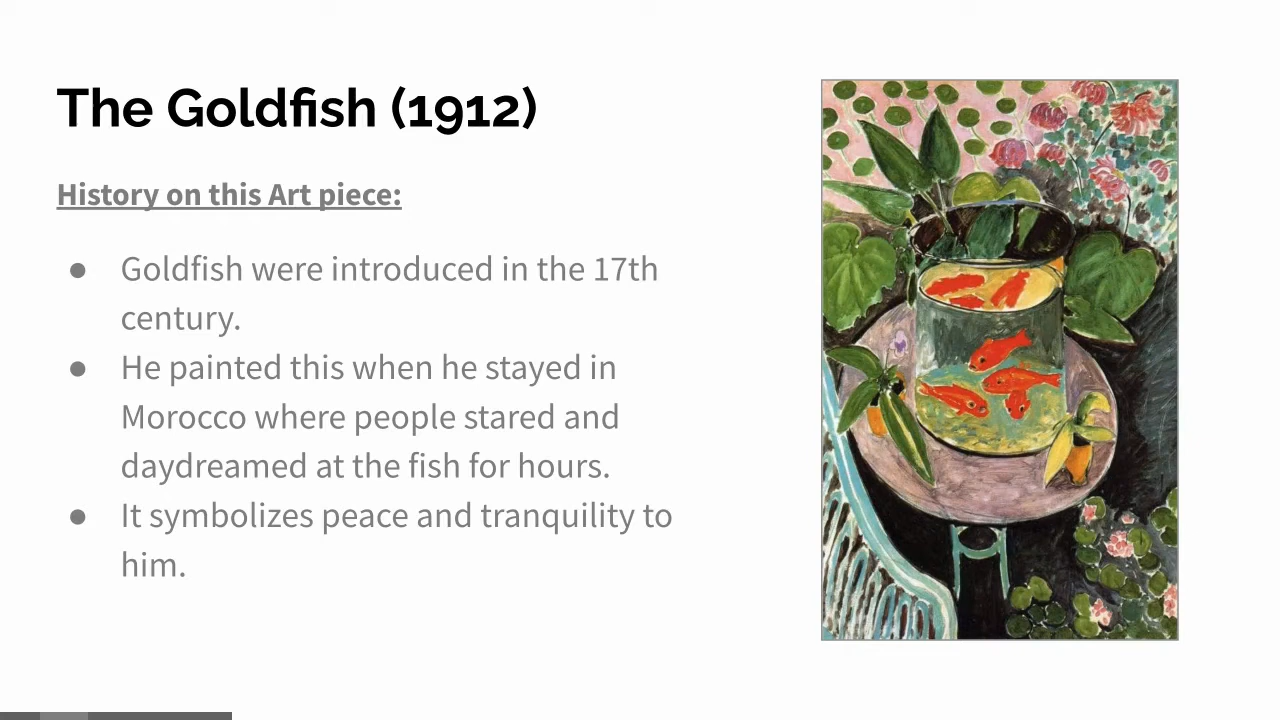 The Goldfish (1912)
History on this Art piece:
● Goldfish were introduced in the 17th
century.
● He painted this when he stayed in
Morocco where people stared and
daydreamed at the fish for hours.
● It symbolizes peace and tranquility to
him.